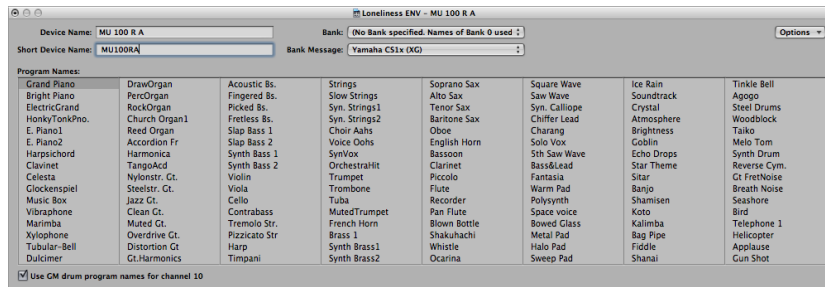 Loneliness ENV - MU 100 R A
Device Name: MU 100 R A Bank: (No Bank specified. Names of Bank 0 used Options
Short Device Name: MU100RA Bank Message: Yamaha CS1x (XG)
Program Names:
Grand Piano DrawOrgan Acoustic Bs. Strings Soprano Sax Square Wave Ice Rain Tinkle Bell
Bright Piano PercOrgan Fingered Bs. Slow Strings Alto Sax Saw Wave Soundtrack Agogo
ElectricGrand RockOrgan Picked Bs. Syn. Strings1 Tenor Sax Syn. Calliope Crystal Steel Drums
HonkyTonkPno. Church Organ1 Fretless Bs. Syn. Strings2 Baritone Sax Chiffer Lead Atmosphere Woodblock
E. Piano1 Reed Organ Slap Bass 1 Choir Aahs Oboe Charang Brightness Taiko
E. Piano2 Accordion Fr Slap Bass 2 Voice Oohs English Horn Solo Vox Goblin Melo Tom
Harpsichord Harmonica Synth Bass 1 SynVox Bassoon 5th Saw Wave Echo Drops Synth Drum
Clavinet TangoAcd Synth Bass 2 OrchestraHit Clarinet Bass&Lead Star Theme Reverse Cym.
Celesta Nylonstr. Gt. Violin Trumpet Piccolo Fantasia Sitar Gt FretNoise
Glockenspiel Steelstr. Gt. Viola Trombone Flute Warm Pad Banjo Breath Noise
Music Box Jazz Gt. Cello Tuba Recorder Polysynth Shamisen Seashore
Vibraphone Clean Gt. Contrabass MutedTrumpet Pan Flute Space voice Koto Bird
Marimba Muted Gt. Tremolo Str. French Horn Blown Bottle Bowed Glass Kalimba Telephone 1
Xylophone Overdrive Gt. Pizzicato Str Brass 1 Shakuhachi Metal Pad Bag Pipe Helicopter
Tubular-Bell Distortion Gt Harp Synth Brass1 Whistle Halo Pad Fiddle Applause
Dulcimer Gt.Harmonics Timpani Synth Brass2 Ocarina Sweep Pad Shanai Gun Shot
Use GM drum program names for channel 10